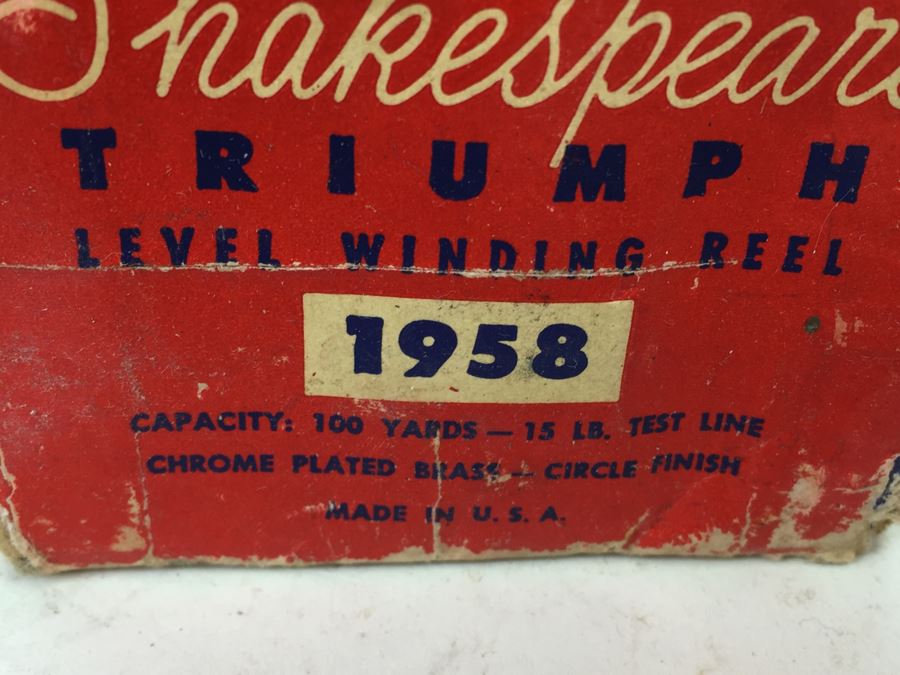 Shakespeare
TRIUMPH
LEVEL WINDING REEL
1958
CAPACITY: 100 YARDS — 15 LB. TEST LINE
CHROME PLATED BRASS — CIRCLE FINISH
MADE IN U. S. A.